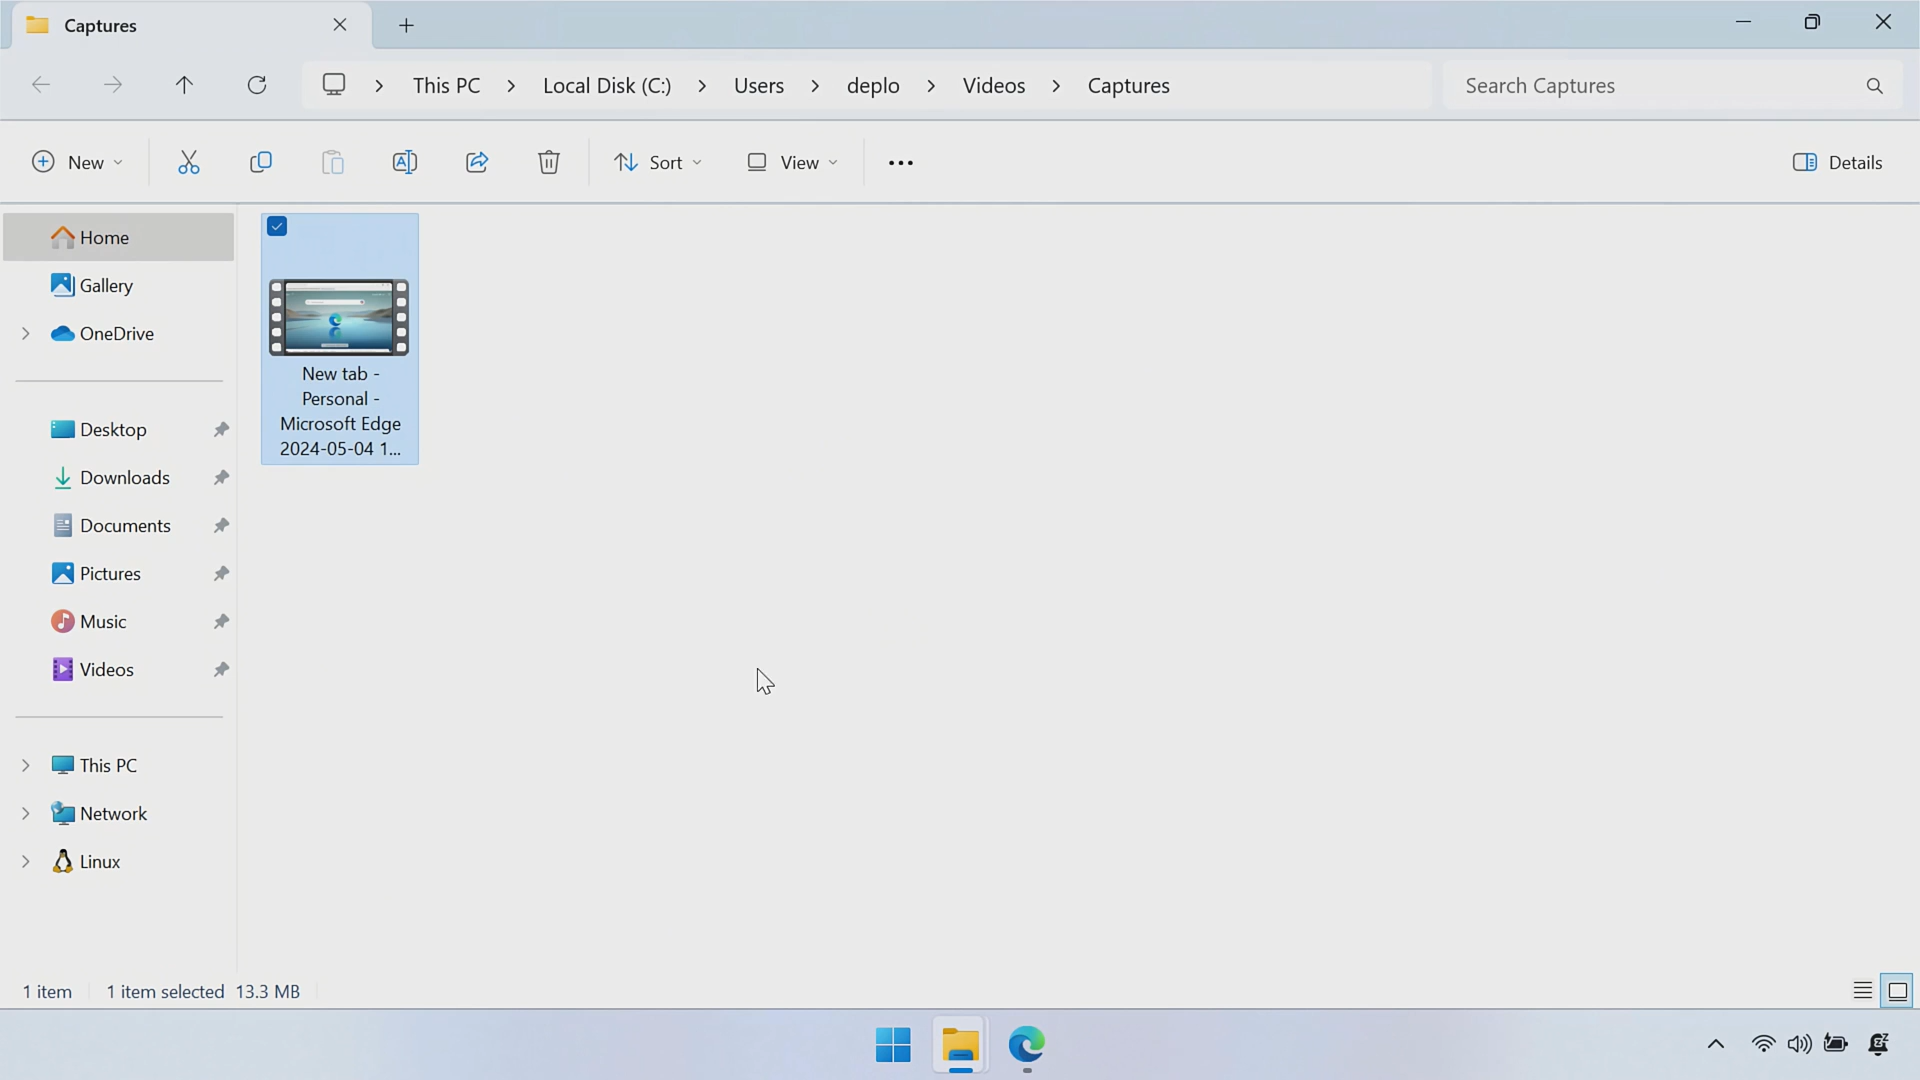 Captures
This PC
Local Disk (C:)
Users
deplo
Videos
Captures
Search Captures
New
Sort
View
Details
Home
Gallery
OneDrive
Desktop
Downloads
Documents
Pictures
Music
Videos
This PC
Network
Linux
New tab -
Personal -
Microsoft Edge
2024-05-04 1...
1 item
1 item selected 13.3 MB